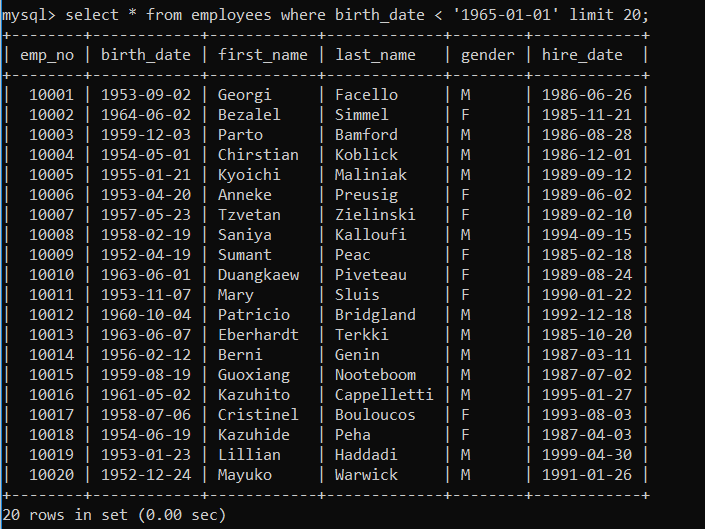 mysql> select * from employees where birth_date < '1965-01-01' limit 20;
+--------+------------+------------+-------------+--------+------------+
| emp_no | birth_date | first_name | last_name   | gender | hire_date  |
+--------+------------+------------+-------------+--------+------------+
|  10001 | 1953-09-02 | Georgi     | Facello     | M      | 1986-06-26 |
|  10002 | 1964-06-02 | Bezalel    | Simmel      | F      | 1985-11-21 |
|  10003 | 1959-12-03 | Parto      | Bamford     | M      | 1986-08-28 |
|  10004 | 1954-05-01 | Chirstian  | Koblick     | M      | 1986-12-01 |
|  10005 | 1955-01-21 | Kyoichi    | Maliniak    | M      | 1989-09-12 |
|  10006 | 1953-04-20 | Anneke     | Preusig     | F      | 1989-06-02 |
|  10007 | 1957-05-23 | Tzvetan    | Zielinski   | F      | 1989-02-10 |
|  10008 | 1958-02-19 | Saniya     | Kalloufi    | M      | 1994-09-15 |
|  10009 | 1952-04-19 | Sumant     | Peac        | F      | 1985-02-18 |
|  10010 | 1963-06-01 | Duangkaew  | Piveteau    | F      | 1989-08-24 |
|  10011 | 1953-11-07 | Mary       | Sluis       | F      | 1990-01-22 |
|  10012 | 1960-10-04 | Patricio   | Bridgland   | M      | 1992-12-18 |
|  10013 | 1963-06-07 | Eberhardt  | Terkki      | M      | 1985-10-20 |
|  10014 | 1956-02-12 | Berni      | Genin       | M      | 1987-03-11 |
|  10015 | 1959-08-19 | Guoxiang   | Nooteboom   | M      | 1987-07-02 |
|  10016 | 1961-05-02 | Kazuhito   | Cappelletti | M      | 1995-01-27 |
|  10017 | 1958-07-06 | Cristinel  | Bouloucos   | F      | 1993-08-03 |
|  10018 | 1954-06-19 | Kazuhide   | Peha        | F      | 1987-04-03 |
|  10019 | 1953-01-23 | Lillian    | Haddadi     | M      | 1999-04-30 |
|  10020 | 1952-12-24 | Mayuko     | Warwick     | M      | 1991-01-26 |
+--------+------------+------------+-------------+--------+------------+
20 rows in set (0.00 sec)